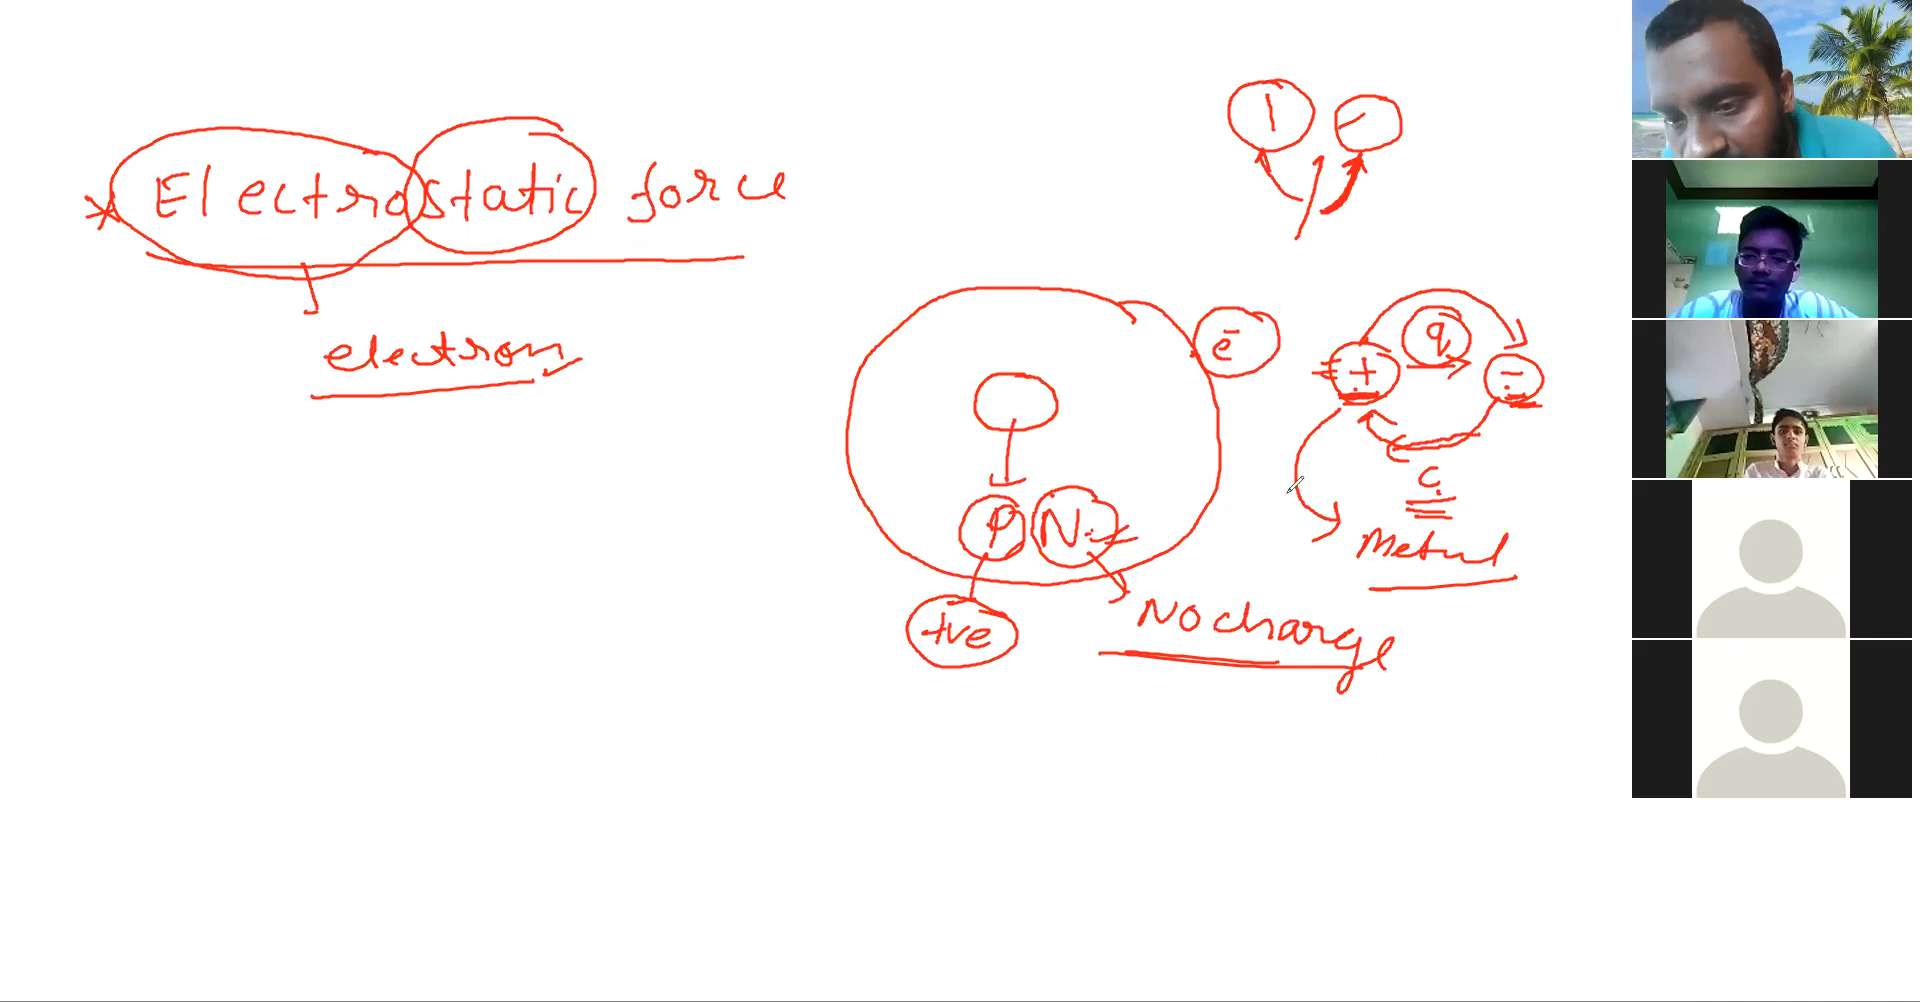 * Electrostatic force
electron
e-
q
+
-
C
P N
Metal
+ve
No charge